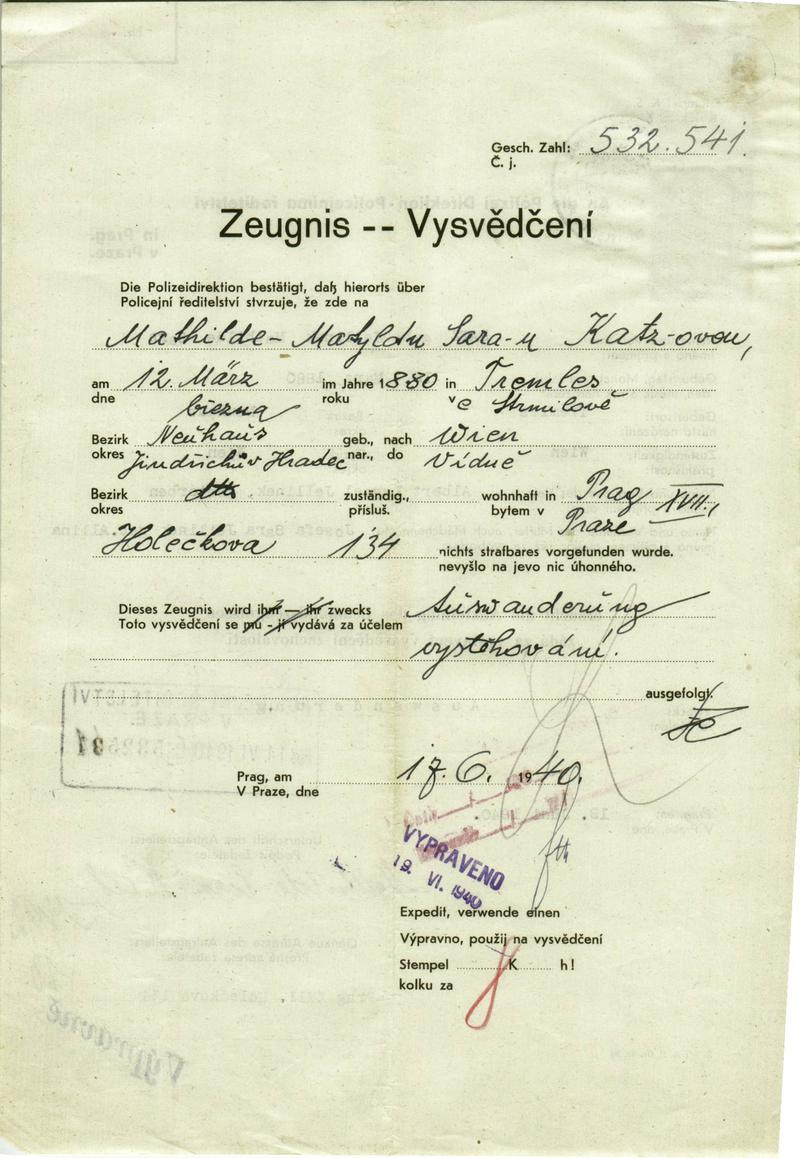 Gesch. Zahl: 532.541.
Č. j.
Zeugnis -- Vysvědčení
Die Polizeidirektion bestätigt, daß hierorts über
Policejní ředitelství stvrzuje, že zde na
Mathilde- Matyldu Sara-u Katz-ovou,
am 12. März im Jahre 1880 in Tremles
dne března roku ve Strmilově
Bezirk Neuhaus geb., nach Wien
okres Jindřichův Hradec nar., do Vídně
Bezirk dtto zuständig., wohnhaft in Prag XVII.,
okres přísluš. bytem v Praze
Holečkova 134 nichts strafbares vorgefunden wurde.
nevyšlo na jevo nic úhonného.
Dieses Zeugnis wird ihm — ihr zwecks Auswanderung
Toto vysvědčení se mu - jí vydává za účelem
vystěhování.
ausgefolgt.
Prag, am 17.6. 1940.
V Praze, dne
VYPRAVENO
19. VI. 1940
Expedit, verwende einen
Výpravno, použij na vysvědčení
Stempel K h!
kolku za